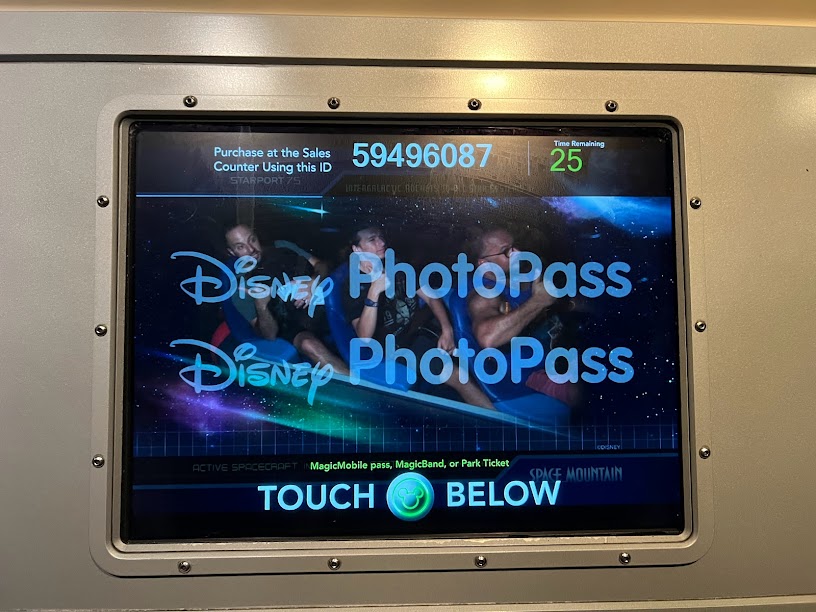 Purchase at the Sales
Counter Using this ID
59496087
Time Remaining
25
STARPORT 75
Disney PhotoPass
Disney PhotoPass
©DISNEY
ACTIVE SPACECRAFT
MagicMobile pass, MagicBand, or Park Ticket
SPACE MOUNTAIN
TOUCH BELOW